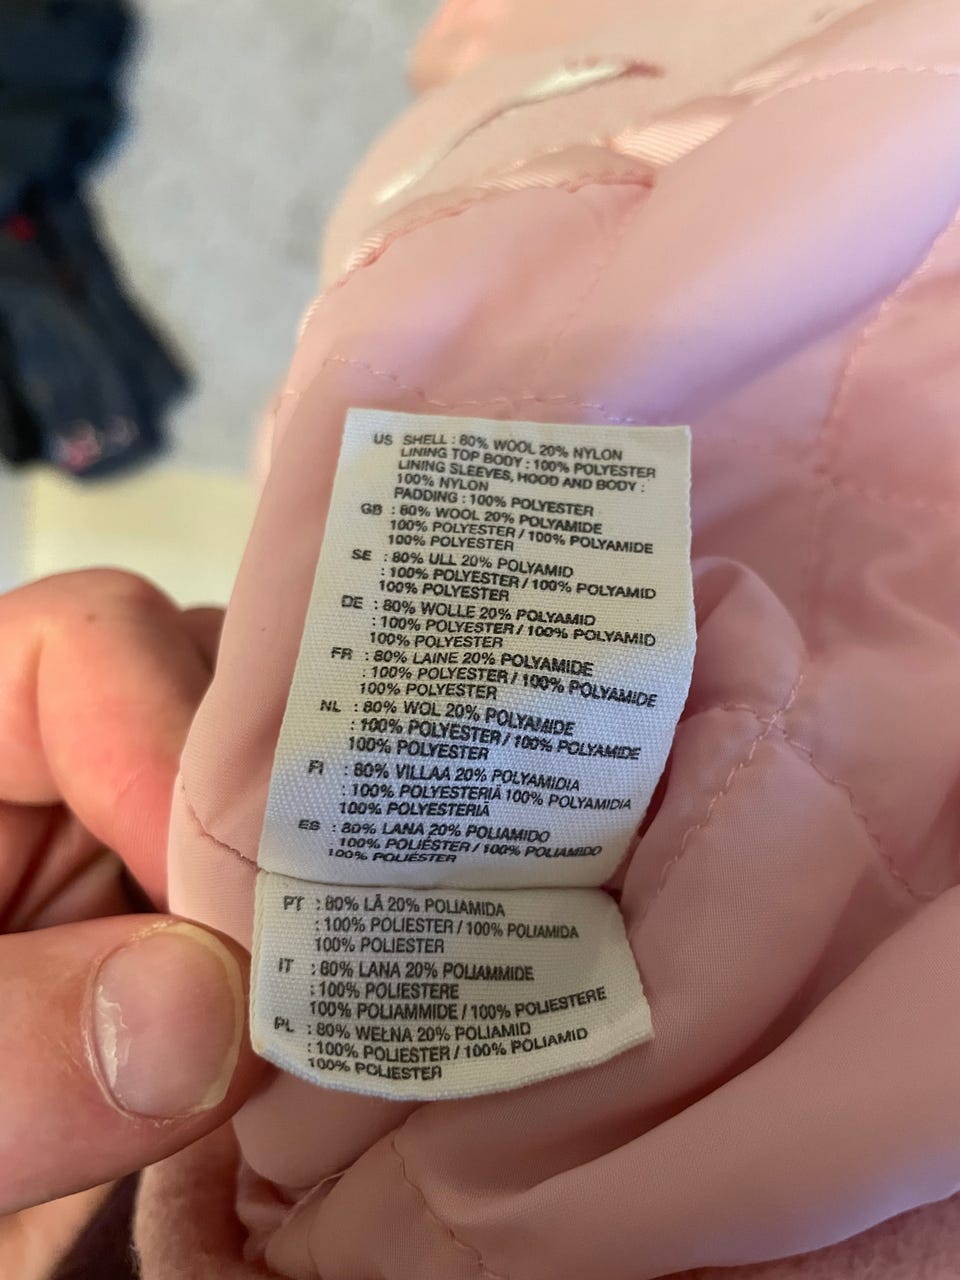 US SHELL : 80% WOOL 20% NYLON
LINING TOP BODY : 100% POLYESTER
LINING SLEEVES, HOOD AND BODY :
100% NYLON
PADDING : 100% POLYESTER
GB : 80% WOOL 20% POLYAMIDE
100% POLYESTER / 100% POLYAMIDE
100% POLYESTER
SE : 80% ULL 20% POLYAMID
: 100% POLYESTER / 100% POLYAMID
100% POLYESTER
DE : 80% WOLLE 20% POLYAMID
: 100% POLYESTER / 100% POLYAMID
100% POLYESTER
FR : 80% LAINE 20% POLYAMIDE
: 100% POLYESTER / 100% POLYAMIDE
100% POLYESTER
NL : 80% WOL 20% POLYAMIDE
: 100% POLYESTER / 100% POLYAMIDE
100% POLYESTER
FI : 80% VILLAA 20% POLYAMIDIA
: 100% POLYESTERIÄ 100% POLYAMIDIA
100% POLYESTERIÄ
ES : 80% LANA 20% POLIAMIDO
: 100% POLIÉSTER / 100% POLIAMIDO
100% POLIÉSTER
PT : 80% LÃ 20% POLIAMIDA
: 100% POLIESTER / 100% POLIAMIDA
100% POLIESTER
IT : 80% LANA 20% POLIAMMIDE
: 100% POLIESTERE
100% POLIAMMIDE / 100% POLIESTERE
PL : 80% WEŁNA 20% POLIAMID
: 100% POLIESTER / 100% POLIAMID
100% POLIESTER